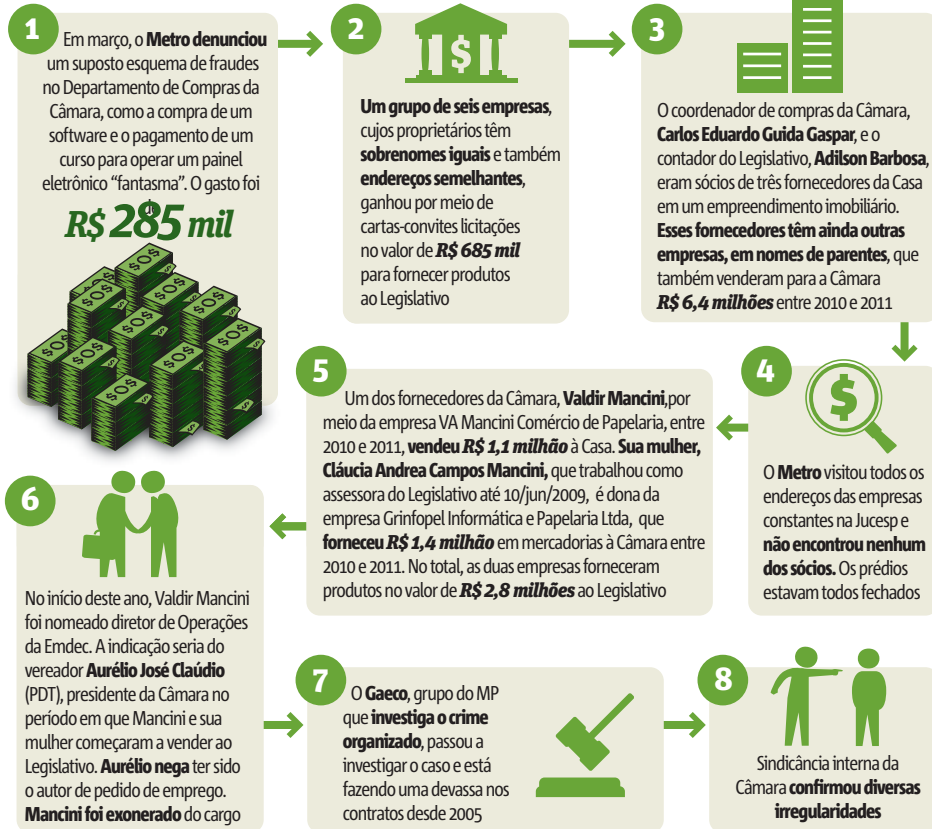 1
Em março, o Metro denunciou
um suposto esquema de fraudes
no Departamento de Compras da
Câmara, como a compra de um
software e o pagamento de um
curso para operar um painel
eletrônico “fantasma”. O gasto foi
de
R$ 285 mil
2
$
Um grupo de seis empresas,
cujos proprietários têm
sobrenomes iguais e também
endereços semelhantes,
ganhou por meio de
cartas-convites licitações
no valor de R$ 685 mil
para fornecer produtos
ao Legislativo
3
O coordenador de compras da Câmara,
Carlos Eduardo Guida Gaspar, e o
contador do Legislativo, Adilson Barbosa,
eram sócios de três fornecedores da Casa
em um empreendimento imobiliário.
Esses fornecedores têm ainda outras
empresas, em nomes de parentes, que
também venderam para a Câmara
R$ 6,4 milhões entre 2010 e 2011
4
$
O Metro visitou todos os
endereços das empresas
constantes na Jucesp e
não encontrou nenhum
dos sócios. Os prédios
estavam todos fechados
5
Um dos fornecedores da Câmara, Valdir Mancini,por
meio da empresa VA Mancini Comércio de Papelaria, entre
2010 e 2011, vendeu R$ 1,1 milhão à Casa. Sua mulher,
Cláucia Andrea Campos Mancini, que trabalhou como
assessora do Legislativo até 10/jun/2009, é dona da
empresa Grinfopel Informática e Papelaria Ltda, que
forneceu R$ 1,4 milhão em mercadorias à Câmara entre
2010 e 2011. No total, as duas empresas forneceram
produtos no valor de R$ 2,8 milhões ao Legislativo
6
No início deste ano, Valdir Mancini
foi nomeado diretor de Operações
da Emdec. A indicação seria do
vereador Aurélio José Claúdio
(PDT), presidente da Câmara no
período em que Mancini e sua
mulher começaram a vender ao
Legislativo. Aurélio nega ter sido
o autor de pedido de emprego.
Mancini foi exonerado do cargo
7
O Gaeco, grupo do MP
que investiga o crime
organizado, passou a
investigar o caso e está
fazendo uma devassa nos
contratos desde 2005
8
Sindicância interna da
Câmara confirmou diversas
irregularidades